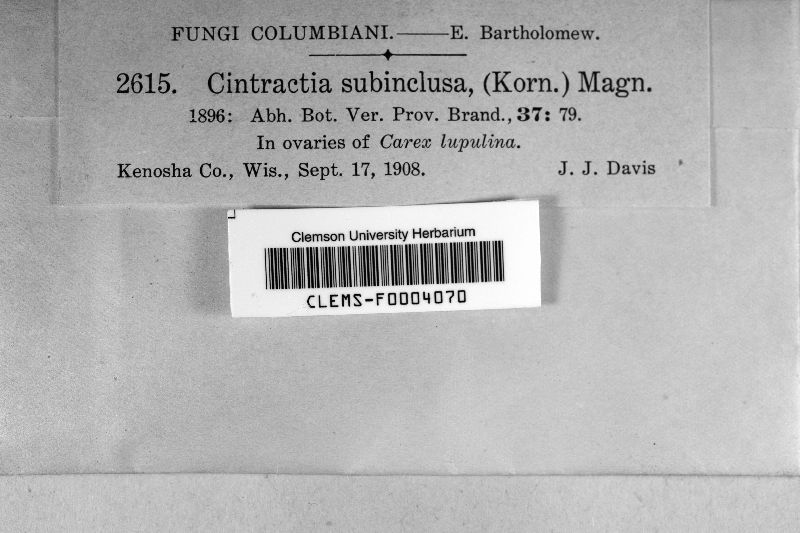 FUNGI COLUMBIANI.——E. Bartholomew.
2615. Cintractia subinclusa, (Korn.) Magn.
1896: Abh. Bot. Ver. Prov. Brand., 37: 79.
In ovaries of Carex lupulina.
Kenosha Co., Wis., Sept. 17, 1908. J. J. Davis
Clemson University Herbarium
CLEMS-F0004070